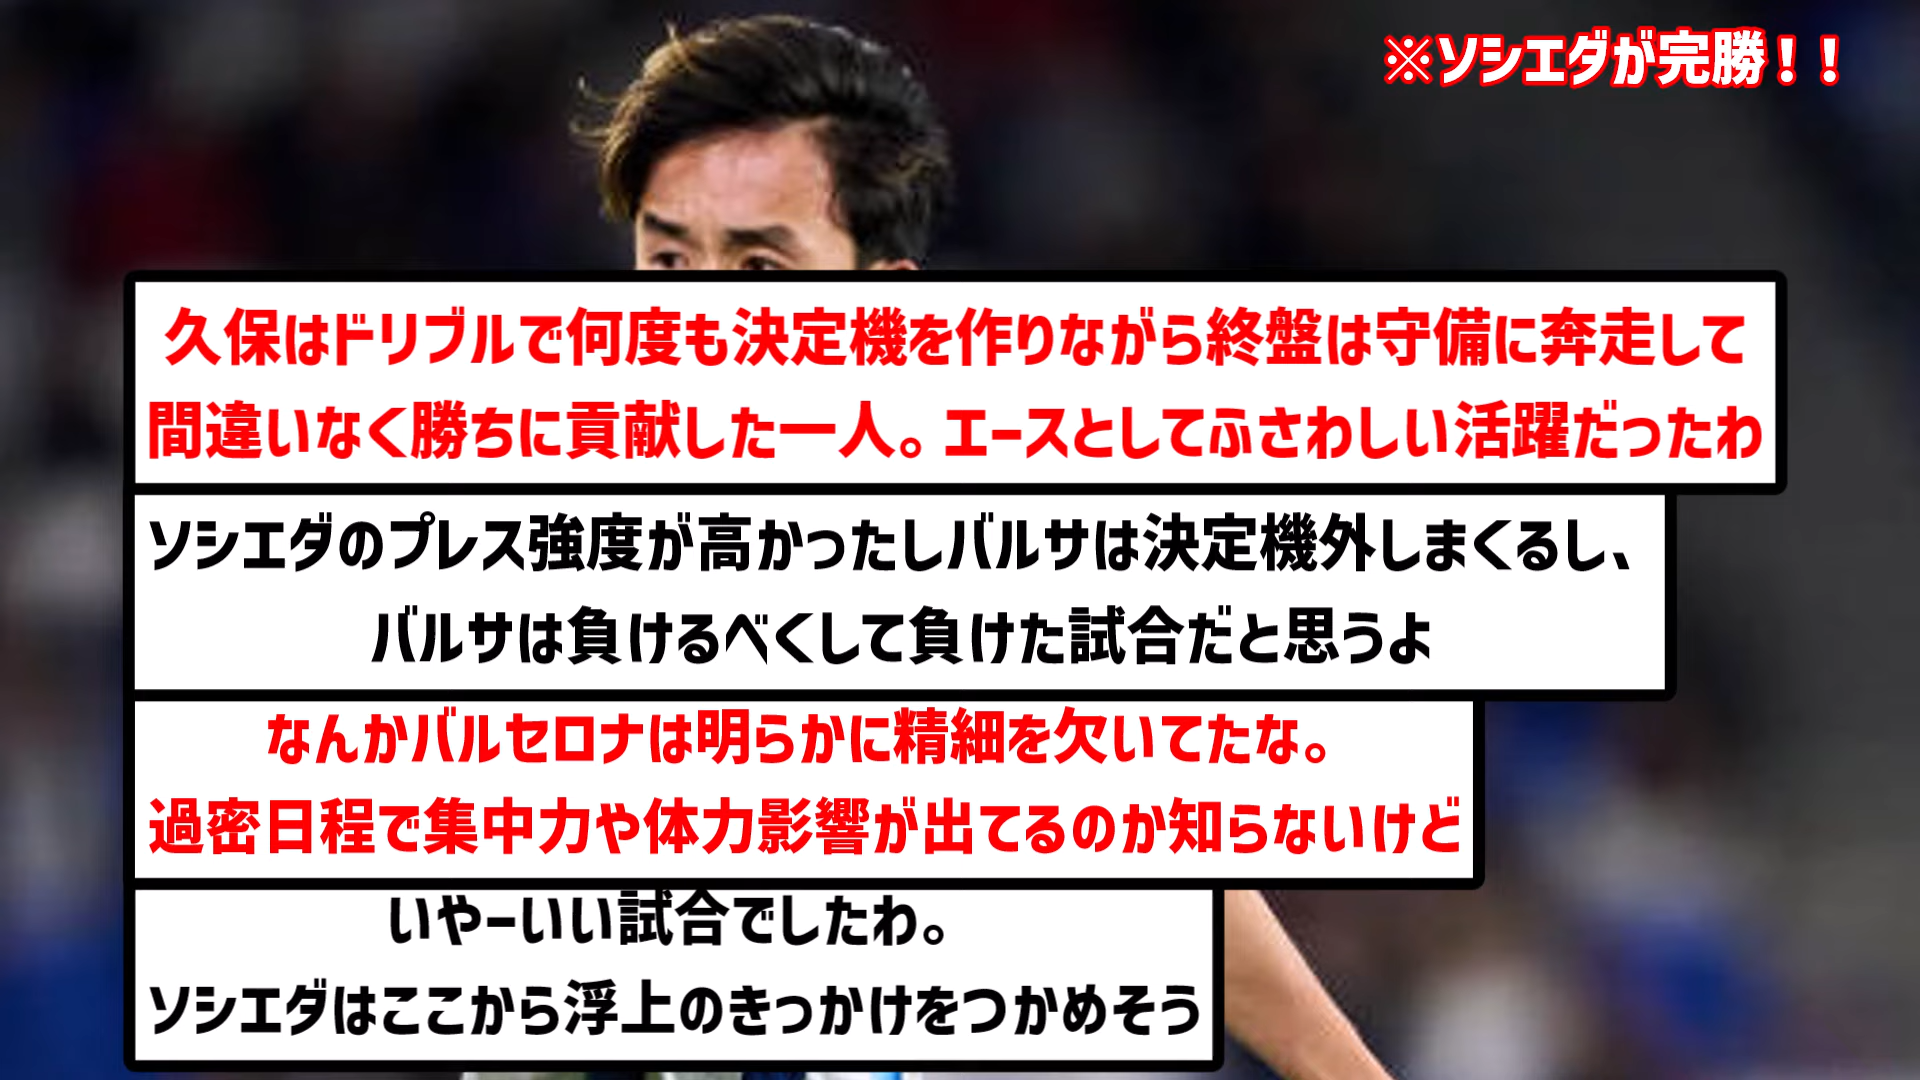 ※ソシエダが完勝！！
久保はドリブルで何度も決定機を作りながら終盤は守備に奔走して
間違いなく勝ちに貢献した一人。エースとしてふさわしい活躍だったわ
ソシエダのプレス強度が高かったしバルサは決定機外しまくるし、
バルサは負けるべくして負けた試合だと思うよ
なんかバルセロナは明らかに精細を欠いてたな。
過密日程で集中力や体力影響が出てるのか知らないけど
いやーいい試合でしたわ。
ソシエダはここから浮上のきっかけをつかめそう